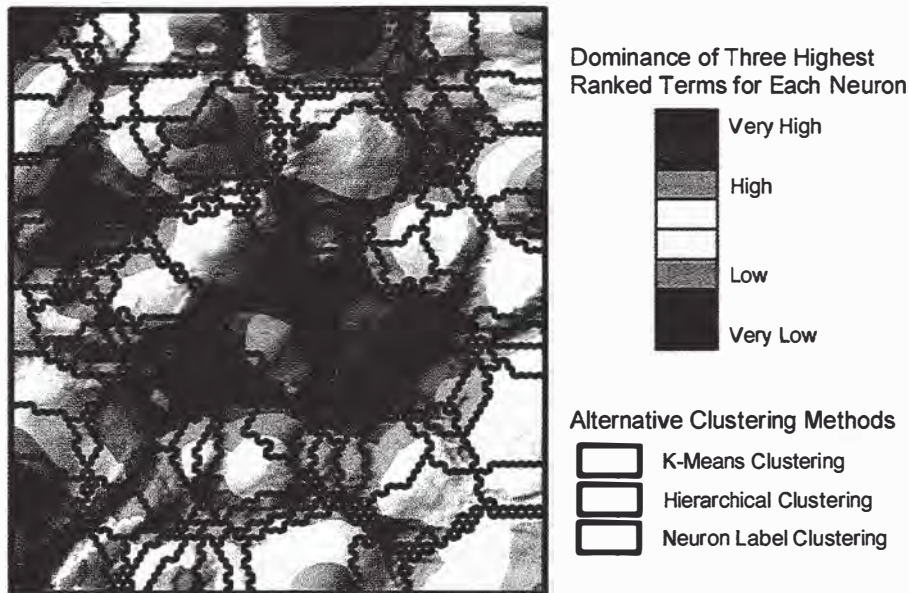 Dominance of Three Highest
Ranked Terms for Each Neuron
Very High
High
Low
Very Low
Alternative Clustering Methods
K-Means Clustering
Hierarchical Clustering
Neuron Label Clustering